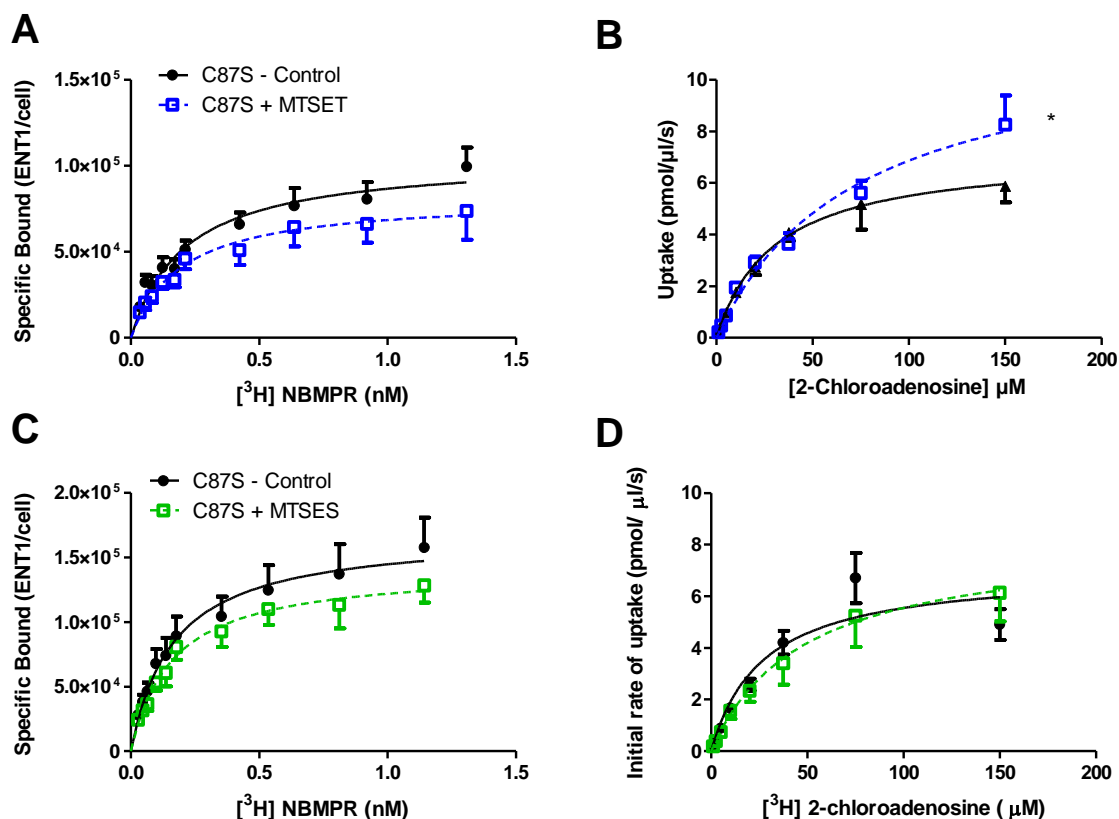 A
C87S - Control
C87S + MTSET
1.5×10⁵
1.0×10⁵
5.0×10⁴
0
0.0 0.5 1.0 1.5
Specific Bound (ENT1/cell)
[³H] NBMPR (nM)
B
*
10
8
6
4
2
0
0 50 100 150 200
Uptake (pmol/µl/s)
[2-Chloroadenosine] µM
C
C87S - Control
C87S + MTSES
2.0×10⁵
1.5×10⁵
1.0×10⁵
5.0×10⁴
0
0.0 0.5 1.0 1.5
Specific Bound (ENT1/cell)
[³H] NBMPR (nM)
D
10
8
6
4
2
0
0 50 100 150 200
Initial rate of uptake (pmol/ µl/s)
[³H] 2-chloroadenosine ( µM)